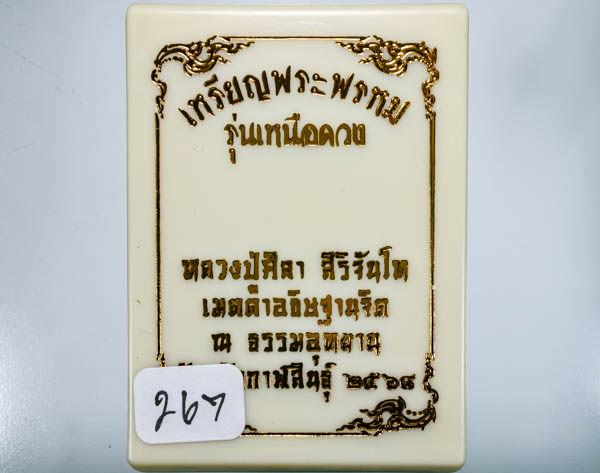 เหรียญพระพรหม
รุ่นเหนือดวง
หลวงปู่ศิลา สิริจันโท
เมตตาอธิษฐานจิต
ณ ธรรมอุทยาน
กาฬสินธุ์ ๒๕๖๘
267